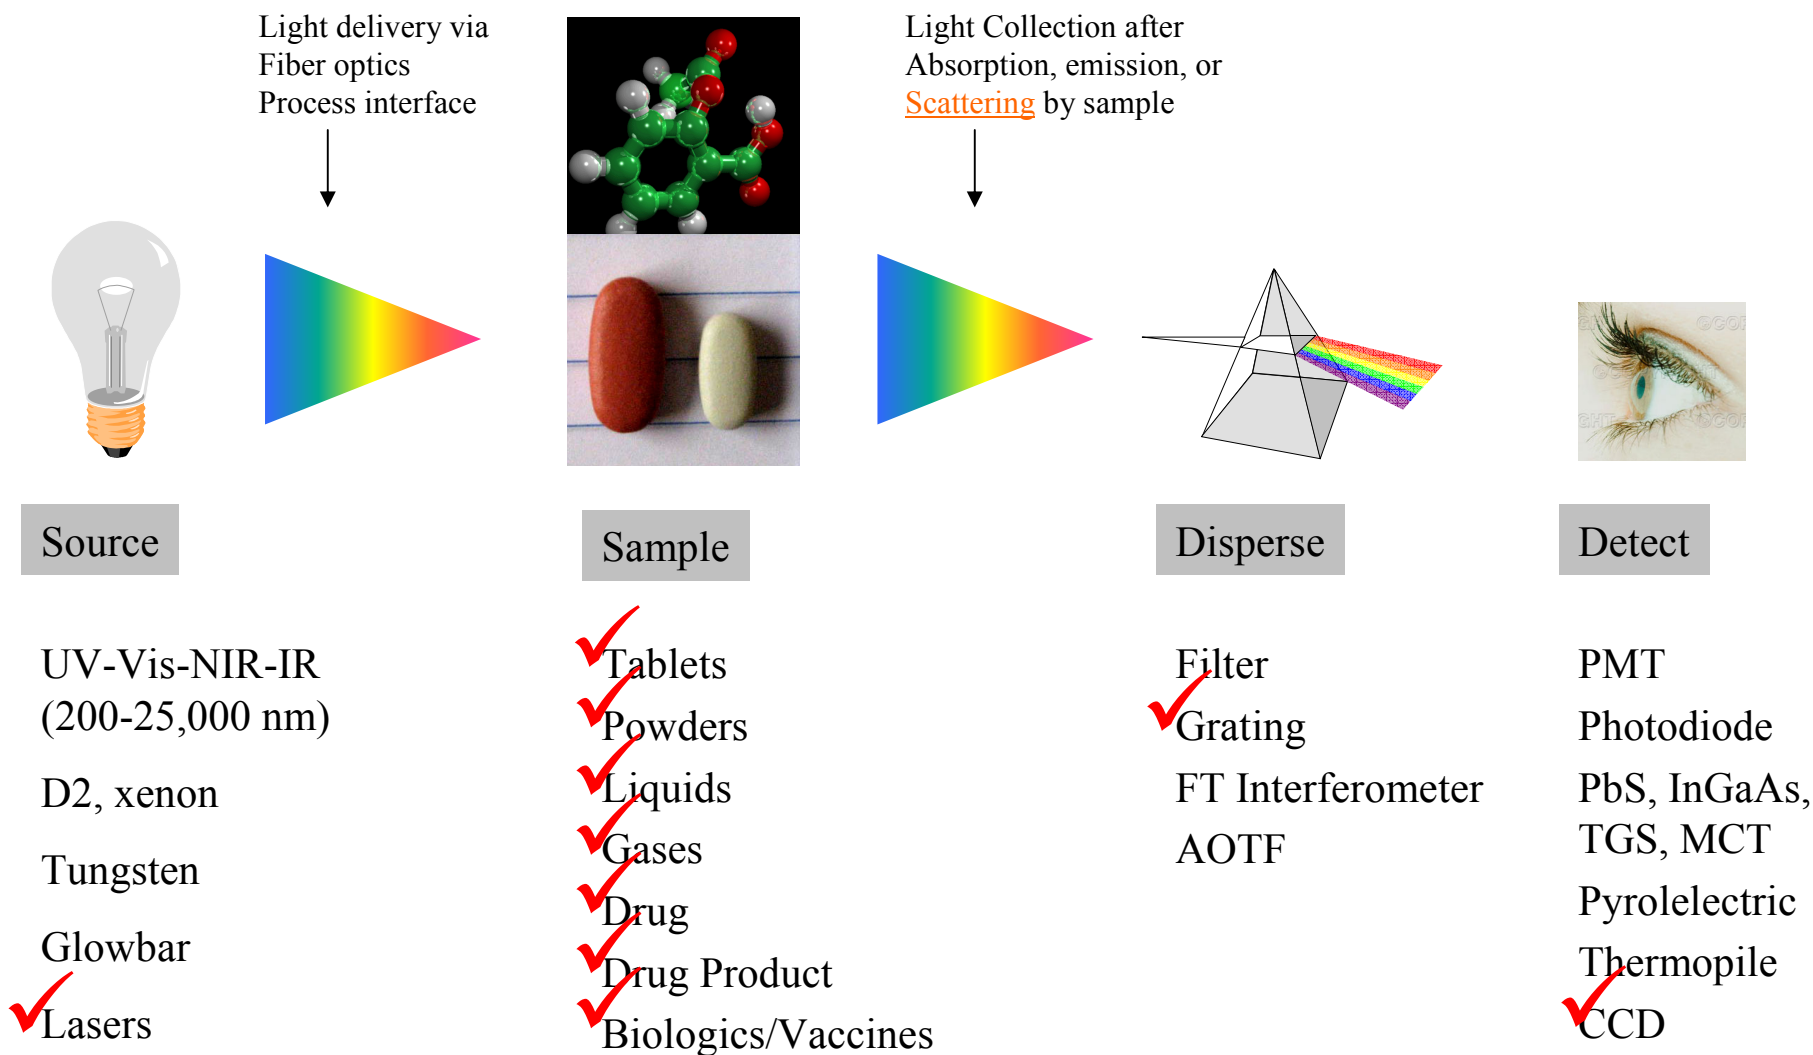 Light delivery via
Fiber optics
Process interface
Light Collection after
Absorption, emission, or
Scattering by sample
Source
Sample
Disperse
Detect
UV-Vis-NIR-IR
(200-25,000 nm)
D2, xenon
Tungsten
Glowbar
Lasers
Tablets
Powders
Liquids
Gases
Drug
Drug Product
Biologics/Vaccines
Filter
Grating
FT Interferometer
AOTF
PMT
Photodiode
PbS, InGaAs,
TGS, MCT
Pyrolelectric
Thermopile
CCD